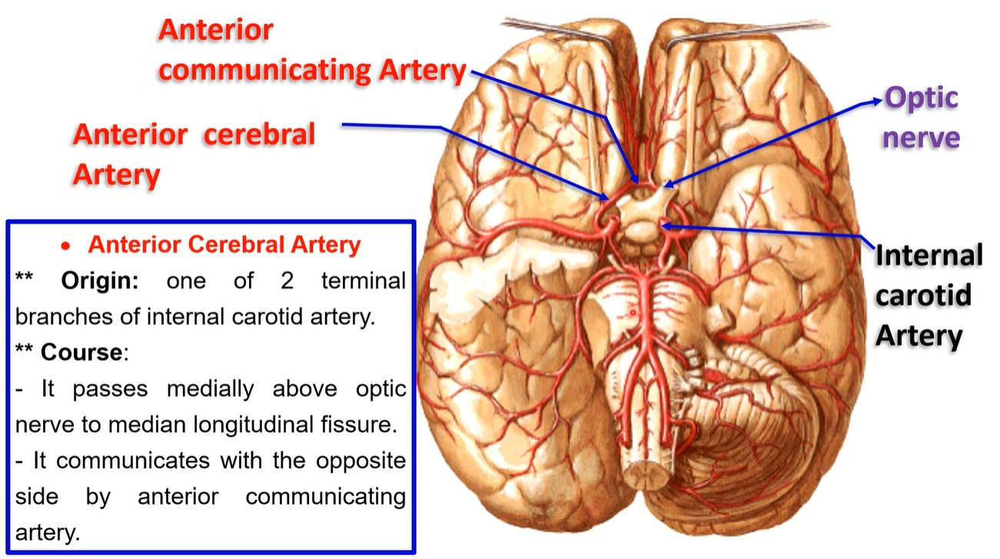 Anterior
communicating Artery
Anterior cerebral
Artery
Optic
nerve
Internal
carotid
Artery
• Anterior Cerebral Artery
** Origin: one of 2 terminal
branches of internal carotid artery.
** Course:
- It passes medially above optic
nerve to median longitudinal fissure.
- It communicates with the opposite
side by anterior communicating
artery.